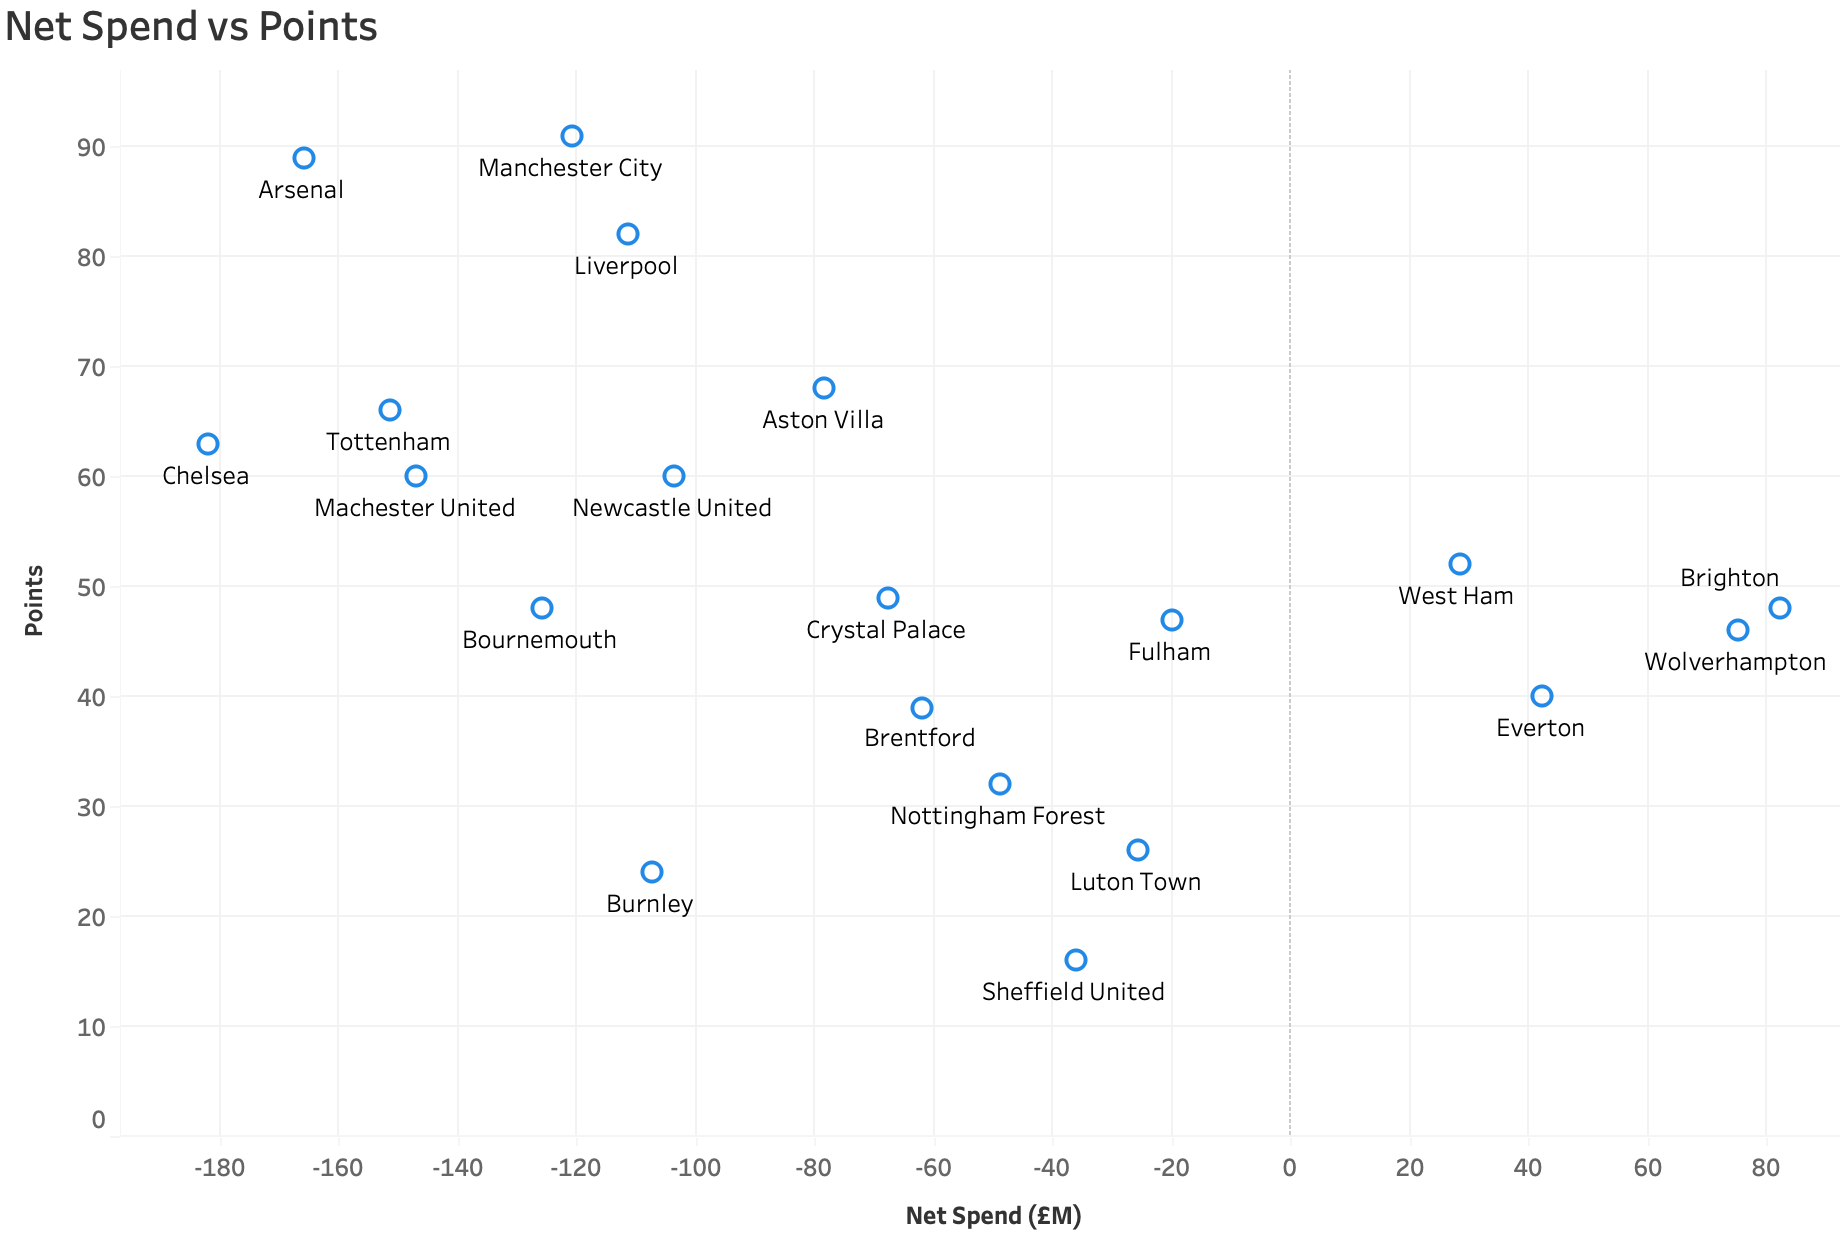 Net Spend vs Points
90
Manchester City
Arsenal
80
Liverpool
70
Aston Villa
Tottenham
Chelsea
60
Machester United
Newcastle United
Brighton
50
West Ham
Points
Crystal Palace
Bournemouth
Fulham
Wolverhampton
40
Everton
Brentford
30
Nottingham Forest
Luton Town
Burnley
20
Sheffield United
10
0
-180 -160 -140 -120 -100 -80 -60 -40 -20 0 20 40 60 80
Net Spend (£M)